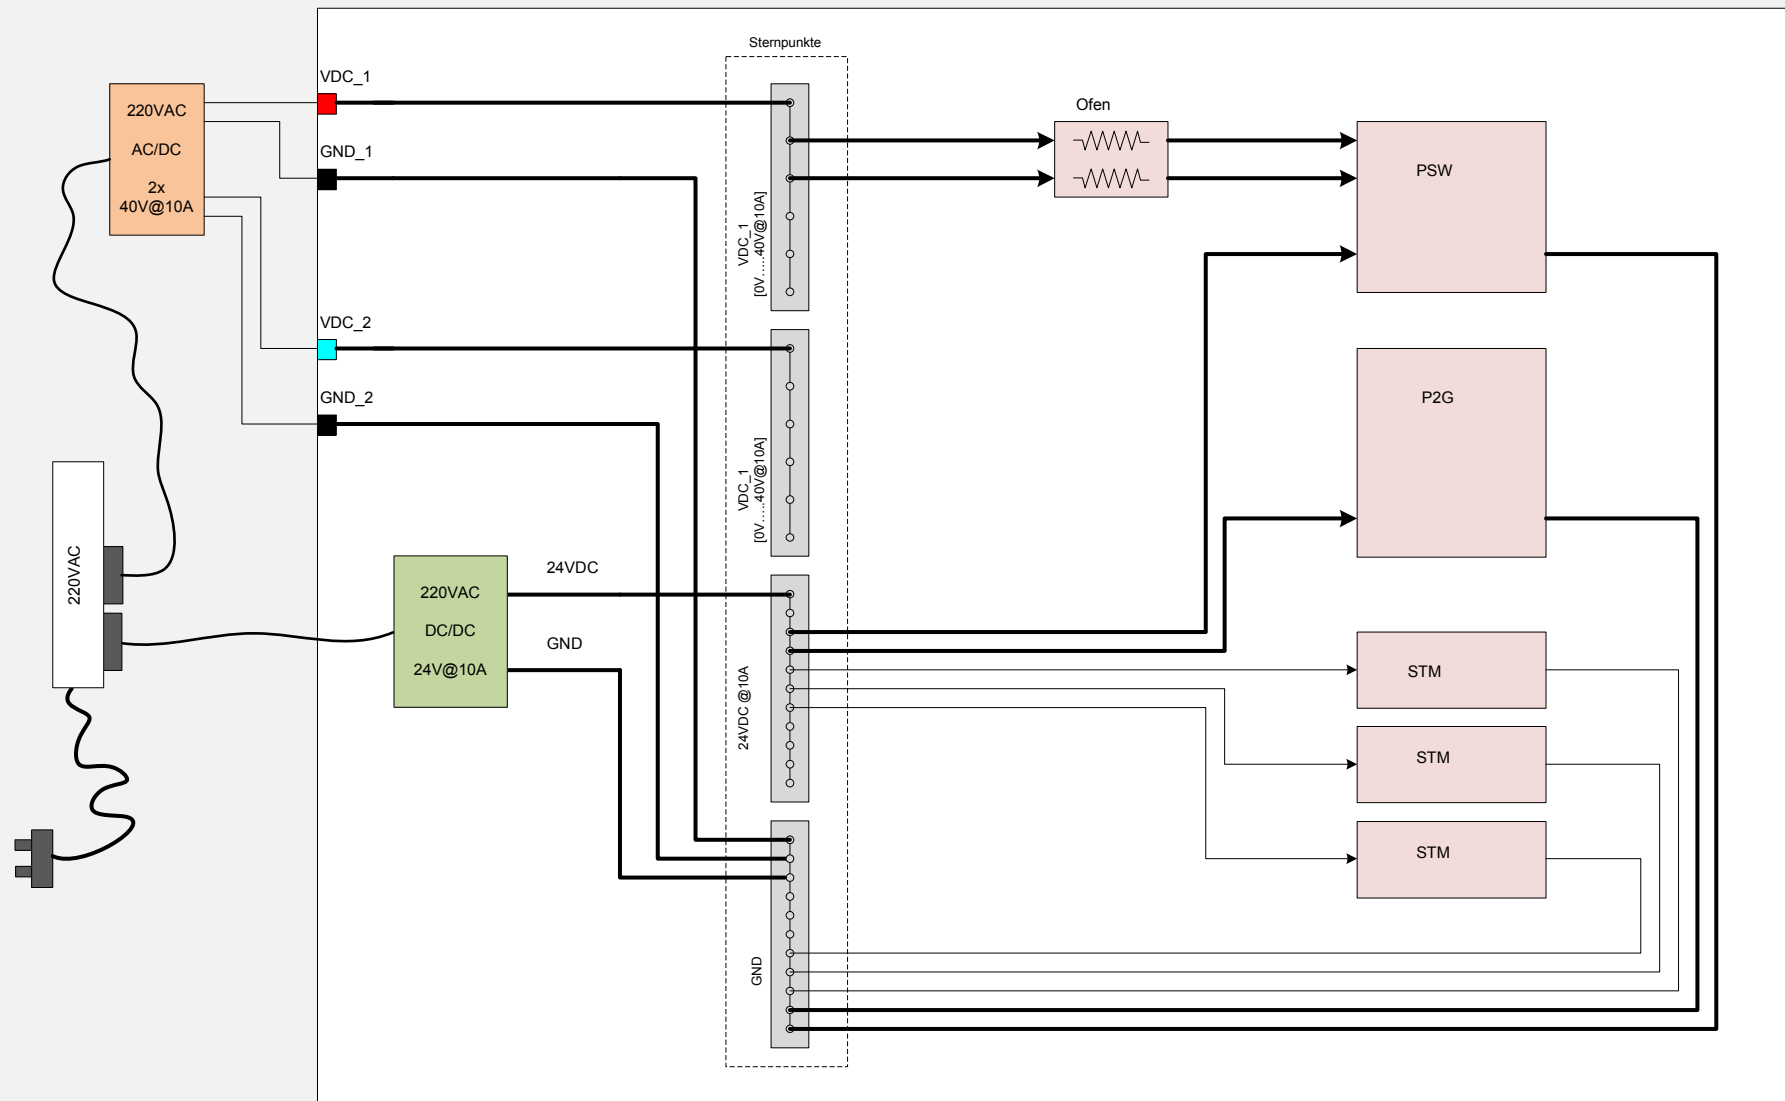 Sternpunkte
VDC_1
220VAC
AC/DC
2x
40V@10A
GND_1
VDC_2
GND_2
VDC_1
[0V.....40V@10A]
VDC_1
[0V.....40V@10A]
Ofen
PSW
P2G
220VAC
24VDC
220VAC
DC/DC
24V@10A
GND
24VDC @10A
STM
STM
STM
GND